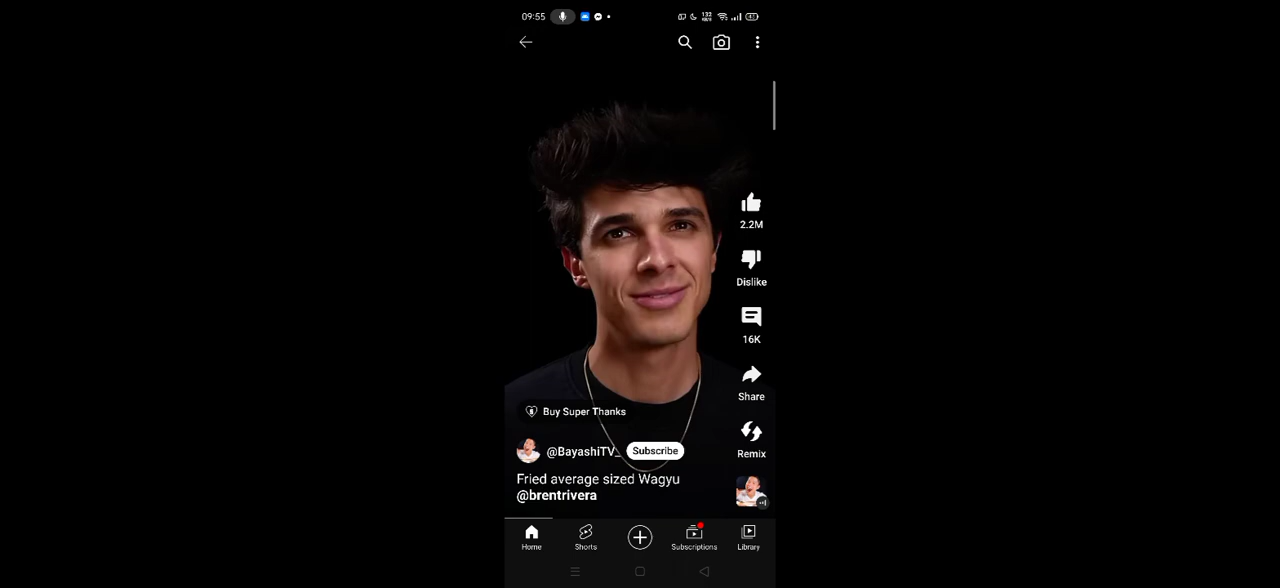 09:55
2.2M
Dislike
16K
Share
Buy Super Thanks
Remix
@BayashiTV_ Subscribe
Fried average sized Wagyu
@brentrivera
Home Shorts Subscriptions Library